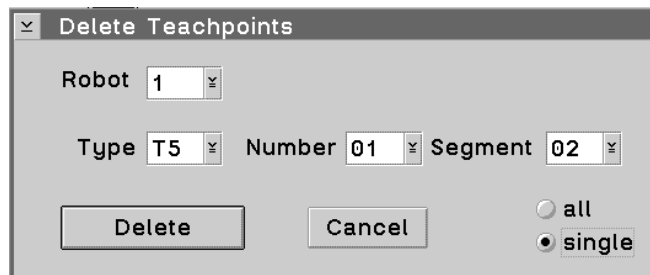 Delete Teachpoints
Robot 1
Type T5 Number 01 Segment 02
Delete Cancel all
single